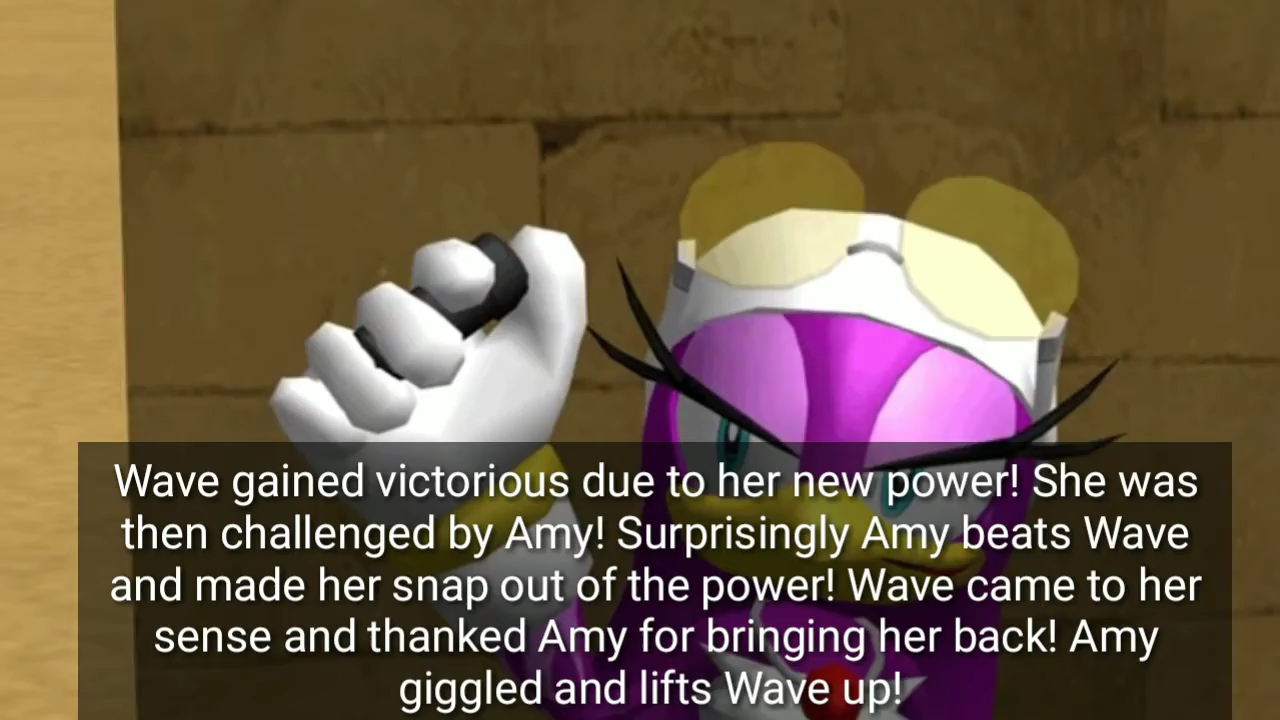 Wave gained victorious due to her new power! She was
then challenged by Amy! Surprisingly Amy beats Wave
and made her snap out of the power! Wave came to her
sense and thanked Amy for bringing her back! Amy
giggled and lifts Wave up!